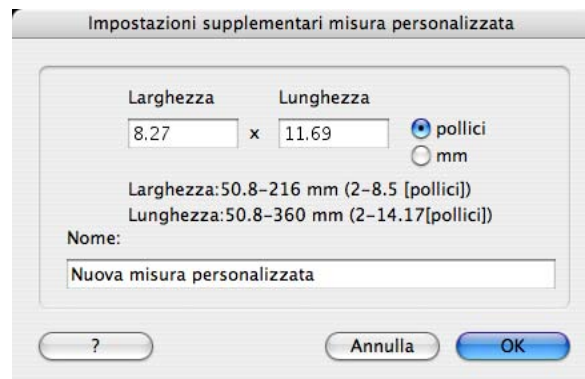 Impostazioni supplementari misura personalizzata
Larghezza Lunghezza
8.27 x 11.69 pollici
mm
Larghezza:50.8-216 mm (2-8.5 [pollici])
Lunghezza:50.8-360 mm (2-14.17[pollici])
Nome:
Nuova misura personalizzata
? Annulla OK